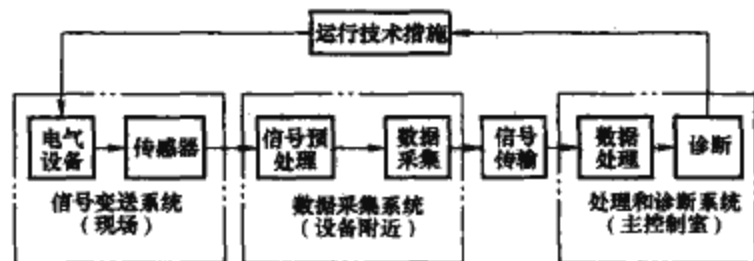 运行技术措施
电气
设备
传感器
信号预
处理
数据
采集
信号
传输
数据
处理
诊断
信号变送系统
（现场）
数据采集系统
（设备附近）
处理和诊断系统
（主控制室）